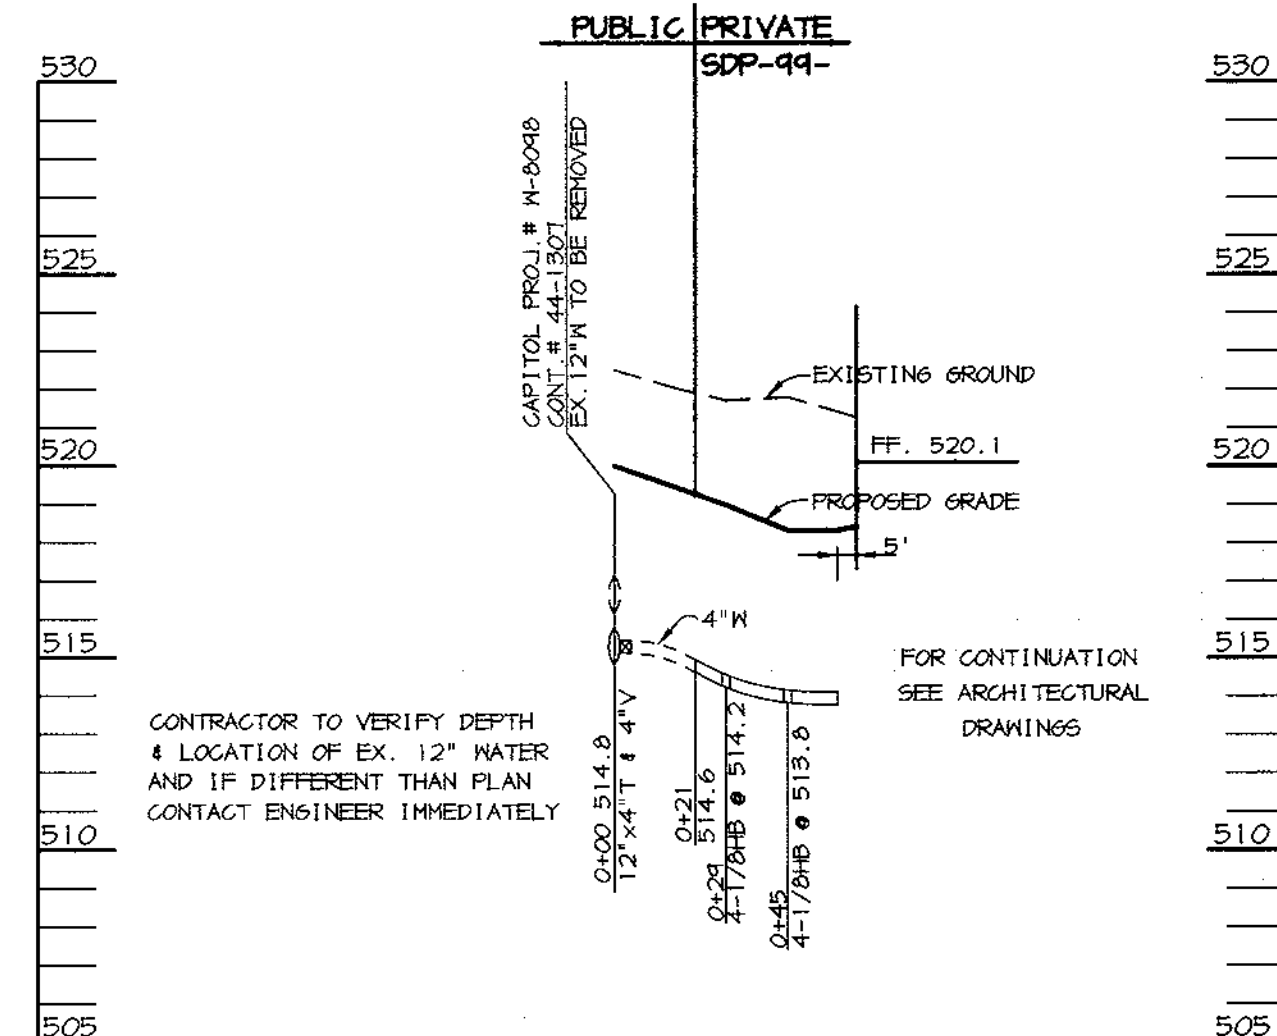 PUBLIC PRIVATE
SDP-99-
530
530
CAPITOL PROJ.# W-8098
CONT.# 44-1307
EX.12"W TO BE REMOVED
525
525
EXISTING GROUND
520
FF. 520.1
520
PROPOSED GRADE
5'
4"W
515
515
FOR CONTINUATION
SEE ARCHITECTURAL
DRAWINGS
CONTRACTOR TO VERIFY DEPTH
& LOCATION OF EX. 12" WATER
AND IF DIFFERENT THAN PLAN
CONTACT ENGINEER IMMEDIATELY
0+00 514.8
12"x4"T & 4"V
0+21
514.6
0+29
4-1/8HB @ 514.2
0+45
4-1/8HB @ 513.8
510
510
505
505